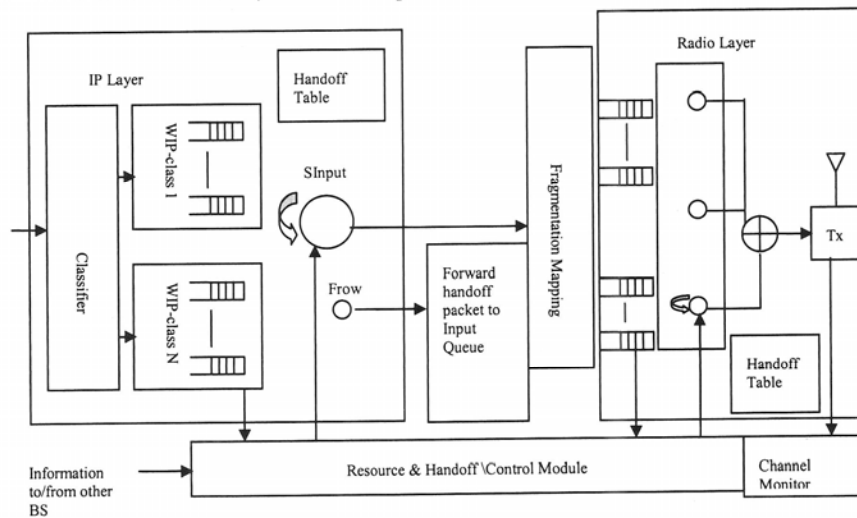 IP Layer
Handoff
Table
Classifier
WIP-class 1
WIP-class N
SInput
Frow
Forward
handoff
packet to
Input
Queue
Fragmentation Mapping
Radio Layer
Tx
Handoff
Table
Information
to/from other
BS
Resource & Handoff \Control Module
Channel
Monitor